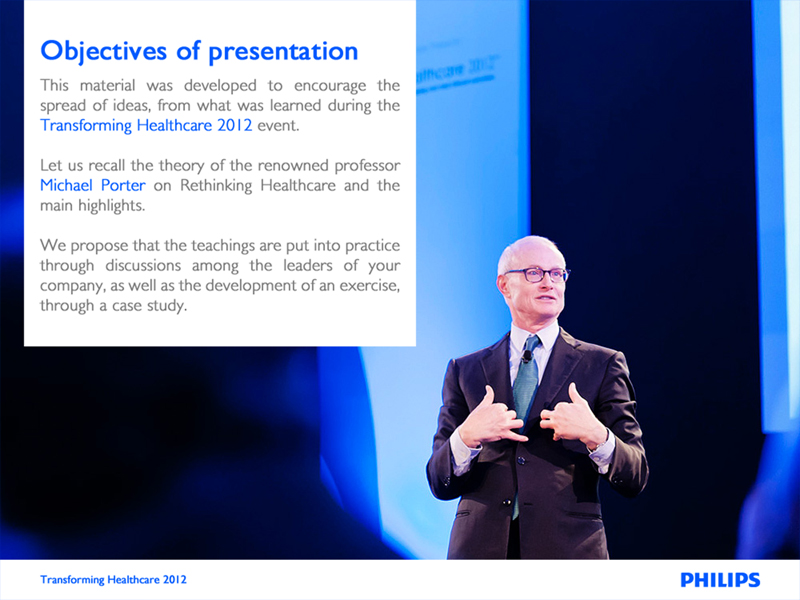 Objectives of presentation
This material was developed to encourage the
spread of ideas, from what was learned during the
Transforming Healthcare 2012 event.
Let us recall the theory of the renowned professor
Michael Porter on Rethinking Healthcare and the
main highlights.
We propose that the teachings are put into practice
through discussions among the leaders of your
company, as well as the development of an exercise,
through a case study.
Transforming Healthcare 2012
PHILIPS